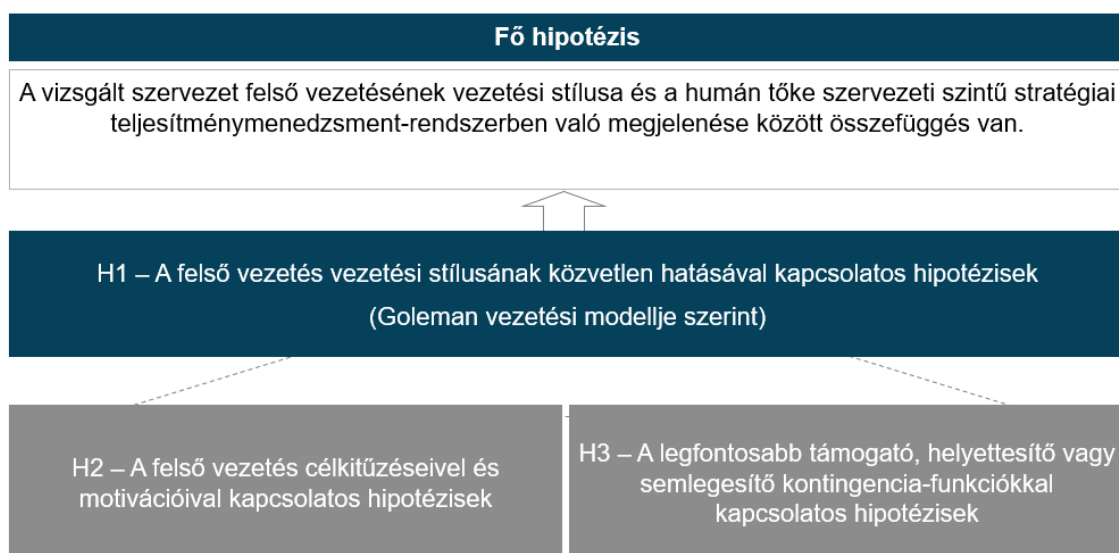 Fő hipotézis
A vizsgált szervezet felső vezetésének vezetési stílusa és a humán tőke szervezeti szintű stratégiai
teljesítménymenedzsment-rendszerben való megjelenése között összefüggés van.
H1 – A felső vezetés vezetési stílusának közvetlen hatásával kapcsolatos hipotézisek
(Goleman vezetési modellje szerint)
H2 – A felső vezetés célkitűzéseivel és
motivációival kapcsolatos hipotézisek
H3 – A legfontosabb támogató, helyettesítő vagy
semlegesítő kontingencia-funkciókkal
kapcsolatos hipotézisek